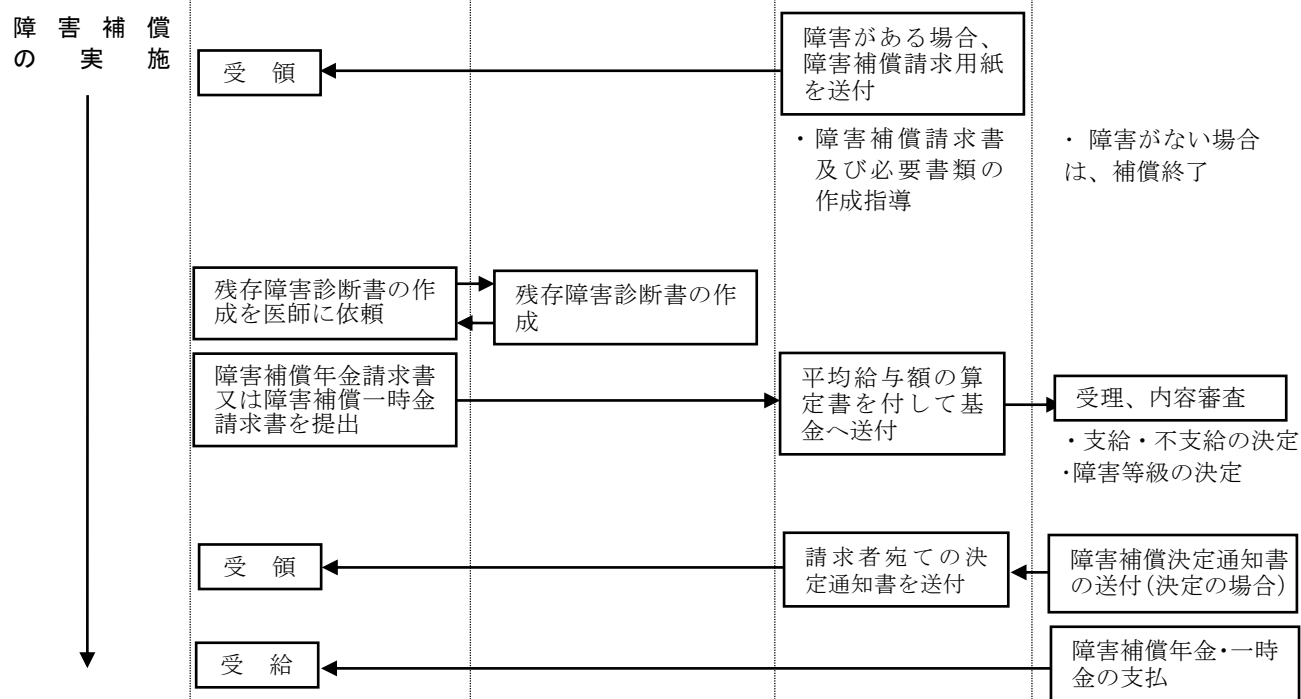 障害補償
の実施
受領
障害がある場合、
障害補償請求用紙
を送付
・障害補償請求書
及び必要書類の
作成指導
・ 障害がない場合
は、補償終了
残存障害診断書の作
成を医師に依頼
残存障害診断書の作
成
障害補償年金請求書
又は障害補償一時金
請求書を提出
平均給与額の算
定書を付して基
金へ送付
受理、内容審査
・支給・不支給の決定
・障害等級の決定
受領
請求者宛ての決
定通知書を送付
障害補償決定通知書
の送付（決定の場合）
受給
障害補償年金・一時
金の支払